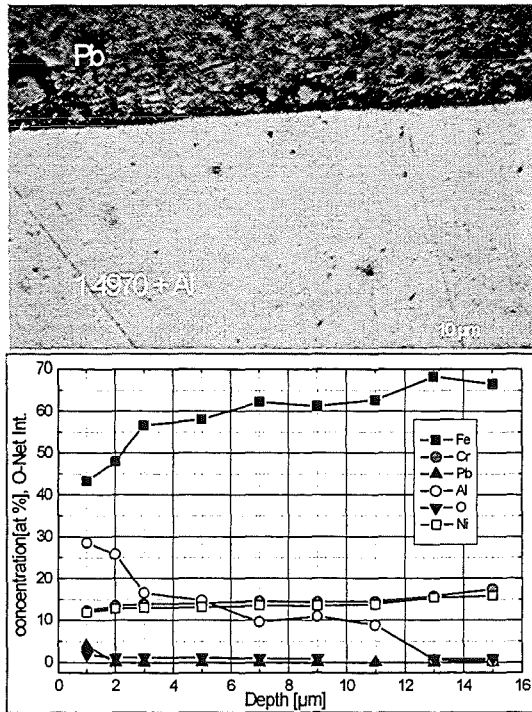 Pb
1.4970 + Al
10 µm
70
60
50
40
30
20
10
0
concentration[at %], O-Net Int.
Fe
Cr
Pb
Al
O
Ni
0 2 4 6 8 10 12 14 16
Depth [µm]